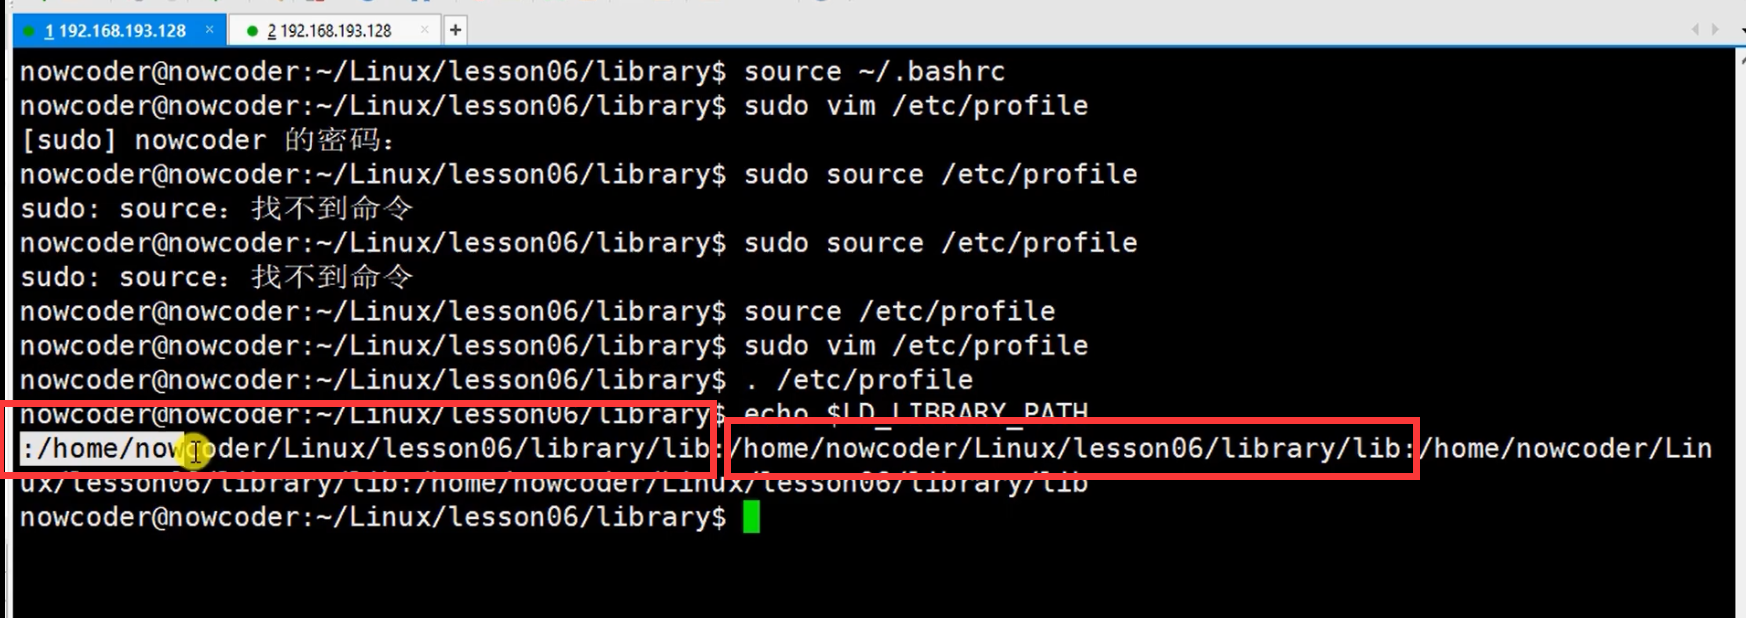 1 192.168.193.128 ×
2 192.168.193.128 × +
nowcoder@nowcoder:~/Linux/lesson06/library$ source ~/.bashrc
nowcoder@nowcoder:~/Linux/lesson06/library$ sudo vim /etc/profile
[sudo] nowcoder 的密码:
nowcoder@nowcoder:~/Linux/lesson06/library$ sudo source /etc/profile
sudo: source: 找不到命令
nowcoder@nowcoder:~/Linux/lesson06/library$ sudo source /etc/profile
sudo: source: 找不到命令
nowcoder@nowcoder:~/Linux/lesson06/library$ source /etc/profile
nowcoder@nowcoder:~/Linux/lesson06/library$ sudo vim /etc/profile
nowcoder@nowcoder:~/Linux/lesson06/library$ . /etc/profile
nowcoder@nowcoder:~/Linux/lesson06/library$ echo $LD_LIBRARY_PATH
:/home/nowcoder/Linux/lesson06/library/lib:/home/nowcoder/Linux/lesson06/library/lib:/home/nowcoder/Lin
ux/lesson06/library/lib:/home/nowcoder/Linux/lesson06/library/lib
nowcoder@nowcoder:~/Linux/lesson06/library$